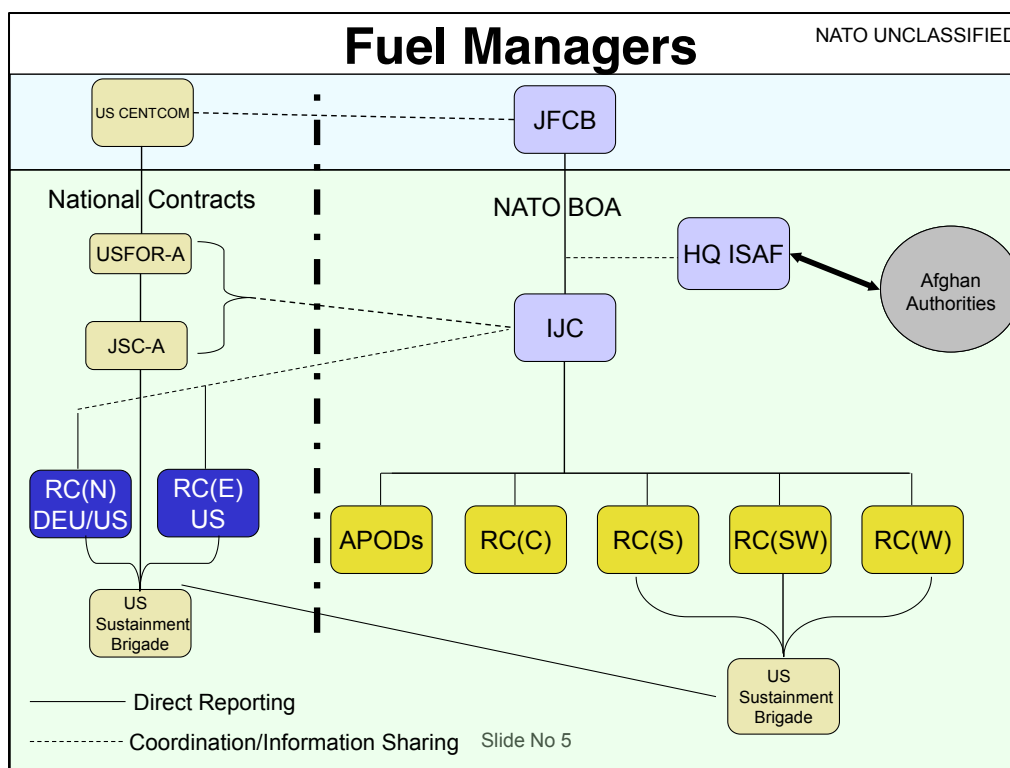 Fuel Managers
NATO UNCLASSIFIED
US CENTCOM
JFCB
National Contracts
NATO BOA
USFOR-A
HQ ISAF
Afghan
Authorities
IJC
JSC-A
RC(N)
DEU/US
RC(E)
US
APODs
RC(C)
RC(S)
RC(SW)
RC(W)
US
Sustainment
Brigade
US
Sustainment
Brigade
Direct Reporting
Coordination/Information Sharing
Slide No 5